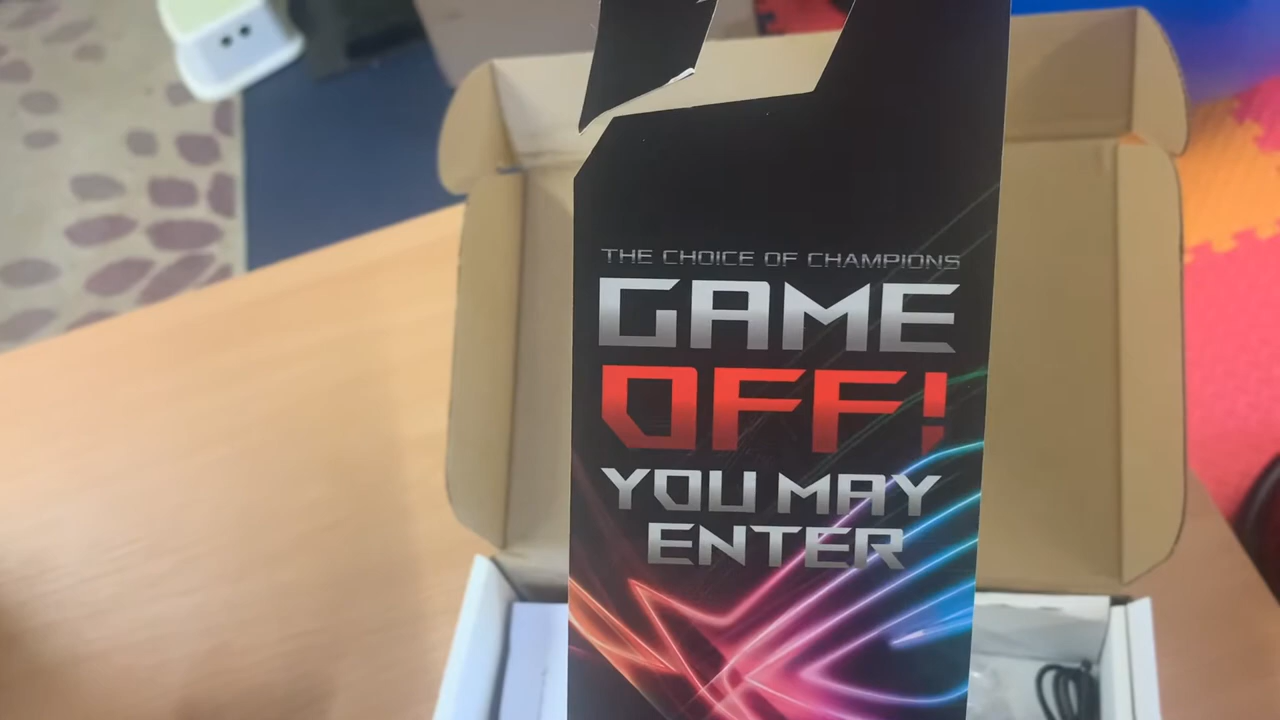 THE CHOICE OF CHAMPIONS
GAME
OFF!
YOU MAY
ENTER